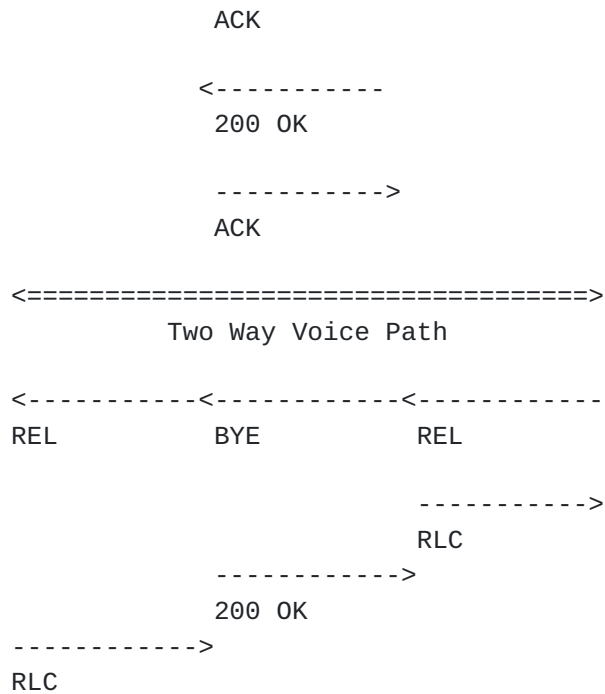 ACK
<-----------
200 OK
----------->
ACK
<====================================>
Two Way Voice Path
<-----------<------------<------------
REL BYE REL
----------->
RLC
------------>
200 OK
------------>
RLC